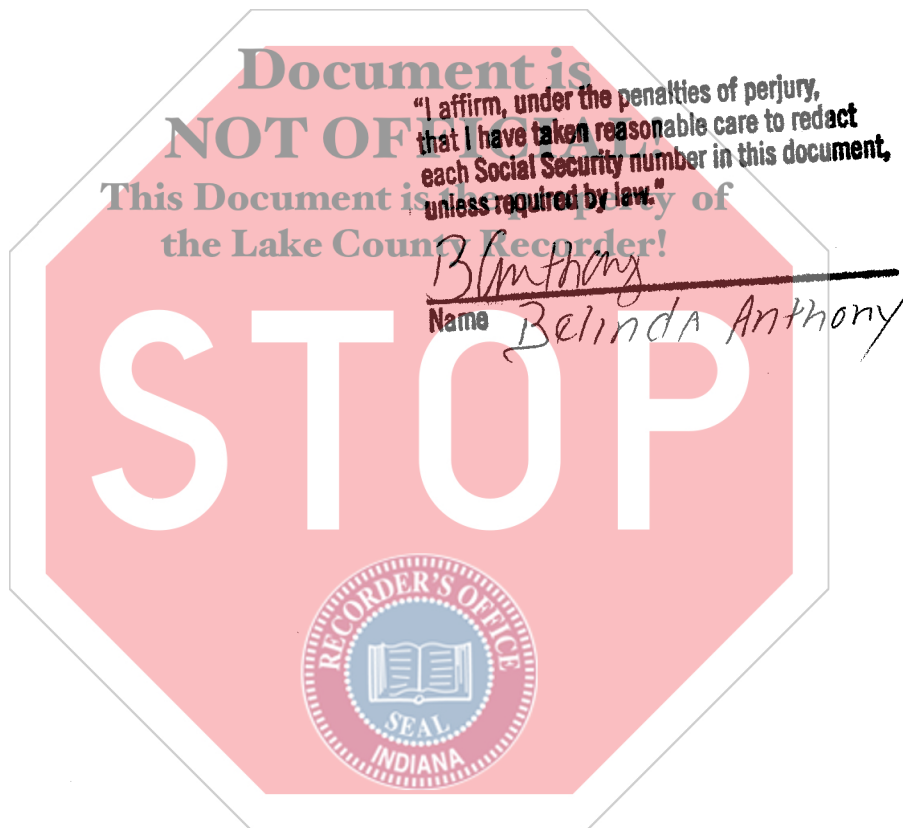 Document is
NOT OFFICIAL!
This Document is the property of
the Lake County Recorder!
"I affirm, under the penalties of perjury,
that I have taken reasonable care to redact
each Social Security number in this document,
unless required by law."
B Anthony
Name Belinda Anthony
STOP
RECORDER'S OFFICE
SEAL
INDIANA